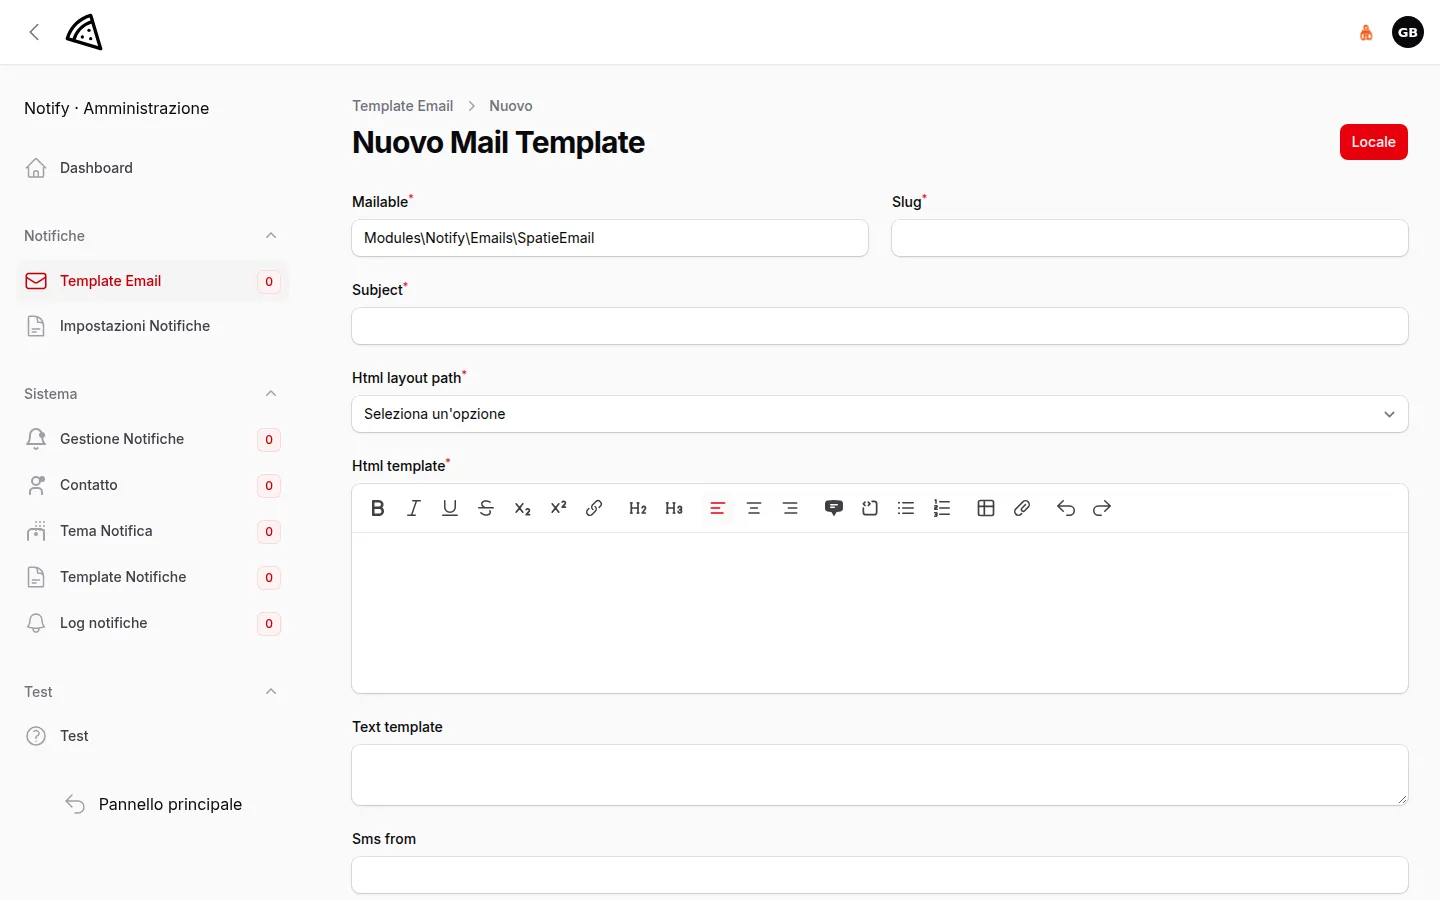 GB
Notify · Amministrazione
Dashboard
Notifiche
Template Email 0
Impostazioni Notifiche
Sistema
Gestione Notifiche 0
Contatto 0
Tema Notifica 0
Template Notifiche 0
Log notifiche 0
Test
Test
Pannello principale
Template Email > Nuovo
Nuovo Mail Template
Locale
Mailable* Slug*
Modules\Notify\Emails\SpatieEmail
Subject*
Html layout path*
Seleziona un'opzione
Html template*
B I U S x₂ x² H2 H3
Text template
Sms from